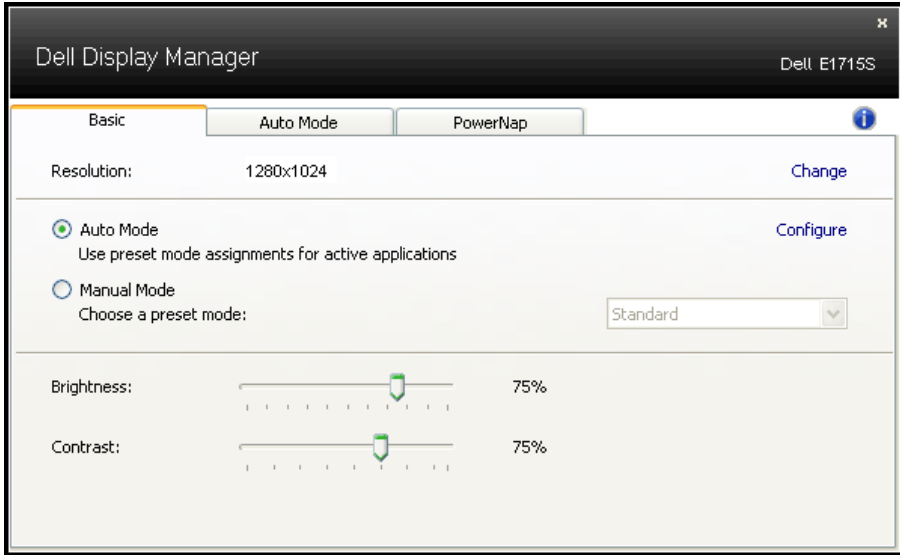 x
Dell Display Manager
Dell E1715S
Basic
Auto Mode
PowerNap
i
Resolution: 1280x1024 Change
Auto Mode Configure
Use preset mode assignments for active applications
Manual Mode
Choose a preset mode: Standard
Brightness: 75%
Contrast: 75%